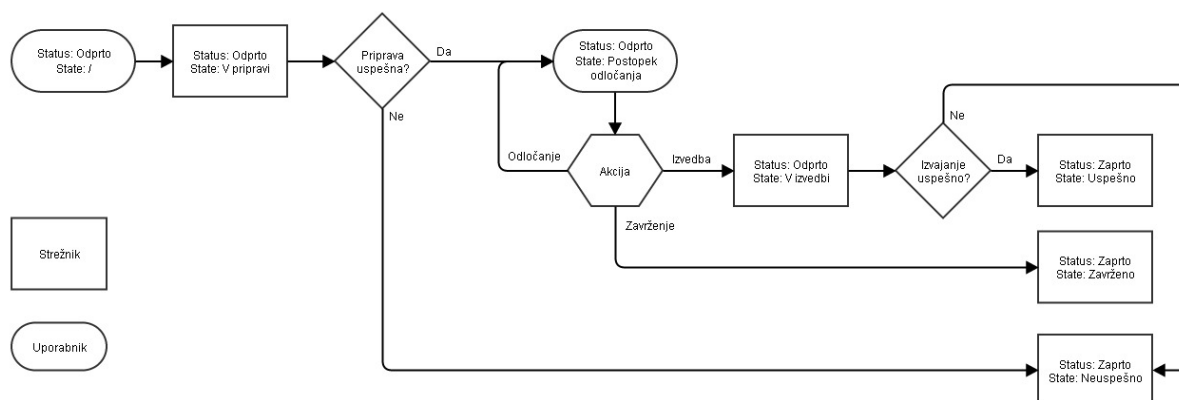 Status: Odprto
State: /
Status: Odprto
State: V pripravi
Priprava
uspešna?
Da
Ne
Status: Odprto
State: Postopek
odločanja
Odločanje
Akcija
Izvedba
Zavrženje
Status: Odprto
State: V izvedbi
Izvajanje
uspešno?
Ne
Da
Status: Zaprto
State: Uspešno
Status: Zaprto
State: Zavrženo
Status: Zaprto
State: Neuspešno
Strežnik
Uporabnik